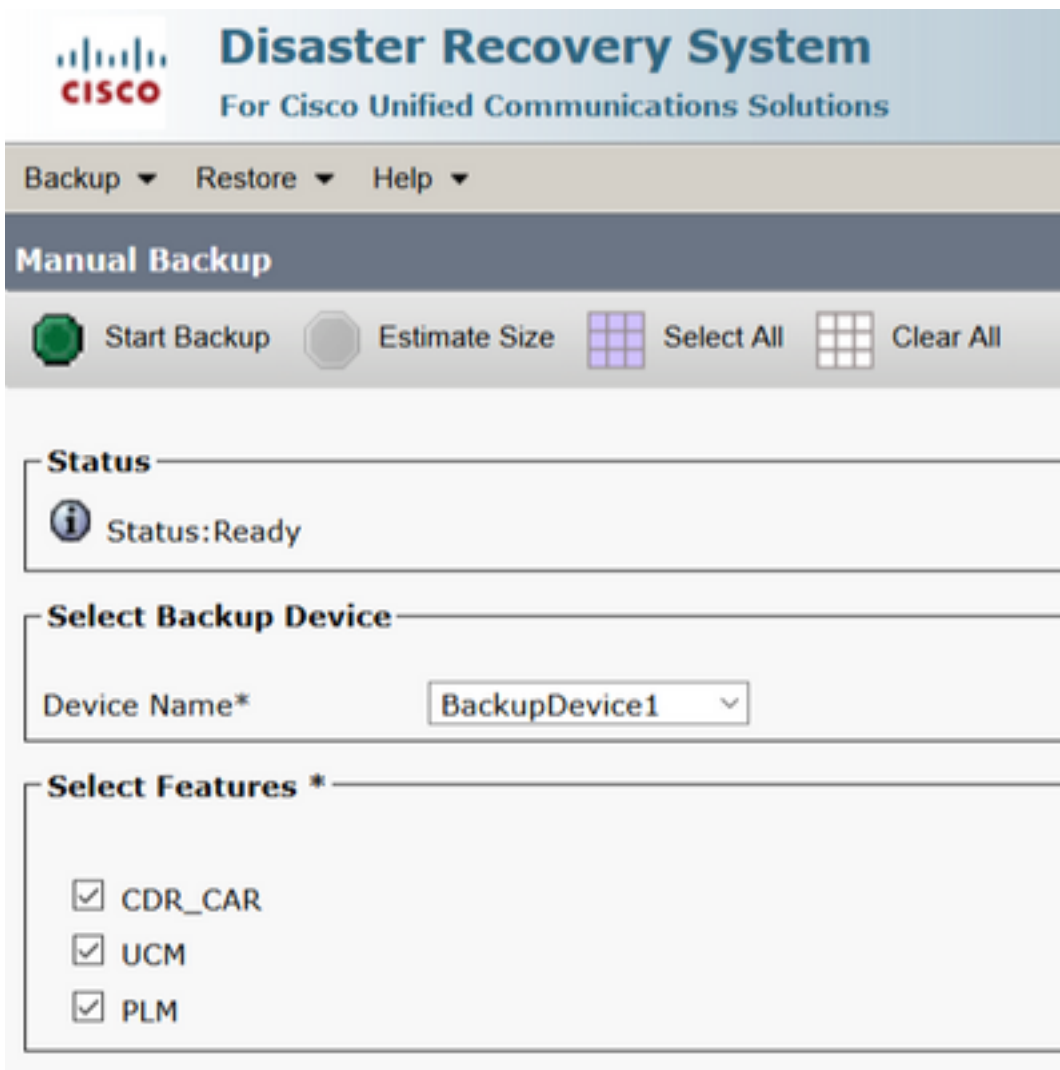 CISCO
Disaster Recovery System
For Cisco Unified Communications Solutions
Backup Restore Help
Manual Backup
Start Backup Estimate Size Select All Clear All
Status
Status:Ready
Select Backup Device
Device Name* BackupDevice1
Select Features *
CDR_CAR
UCM
PLM